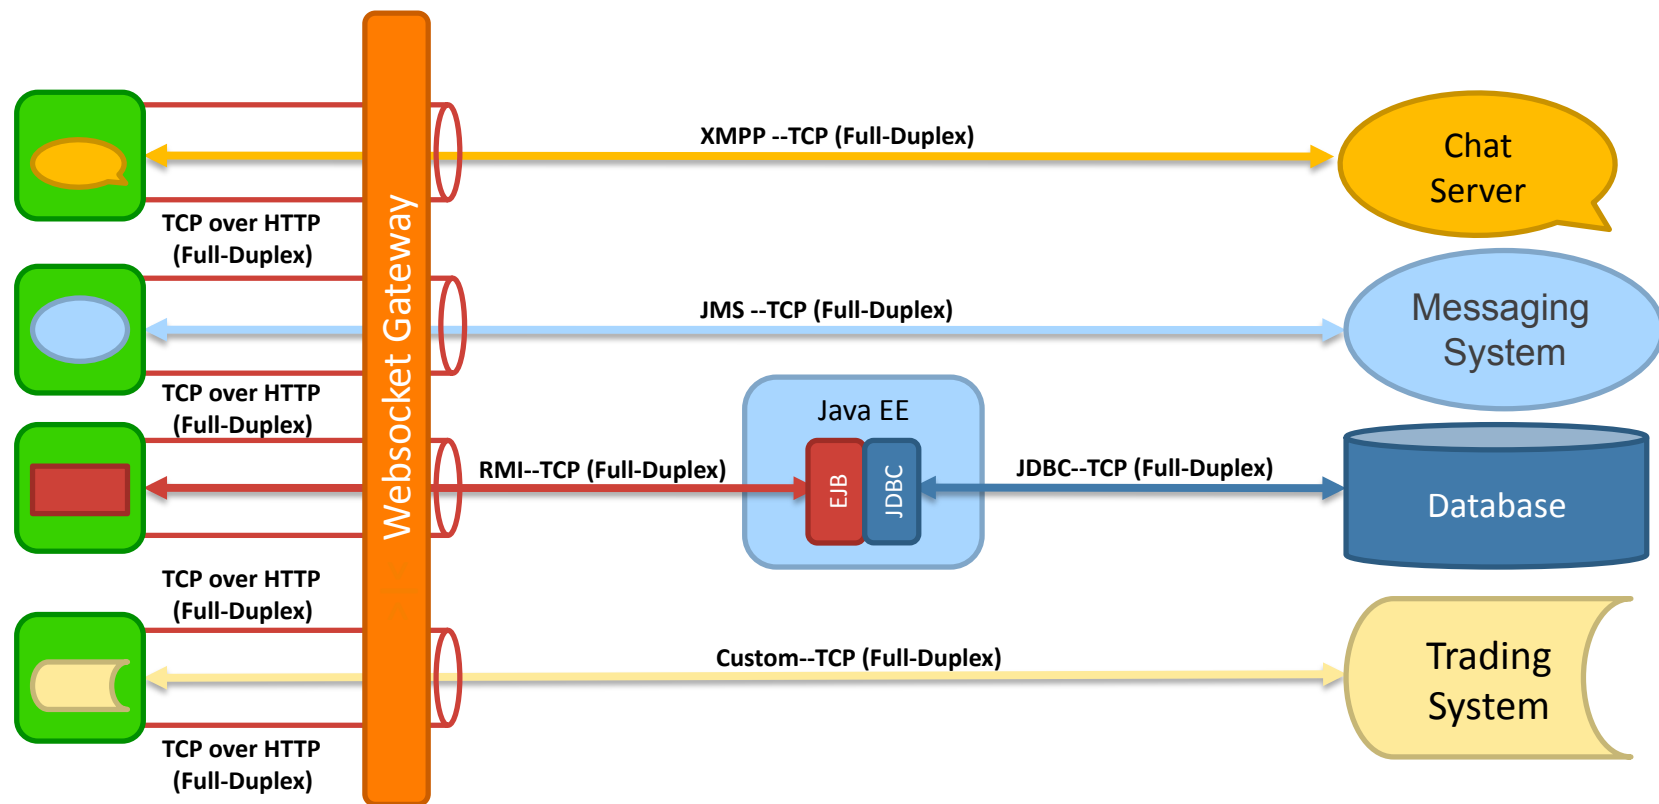 XMPP --TCP (Full-Duplex)
Chat
Server
TCP over HTTP
(Full-Duplex)
Websocket Gateway
JMS --TCP (Full-Duplex)
Messaging
System
TCP over HTTP
(Full-Duplex)
Java EE
RMI--TCP (Full-Duplex)
EJB
JDBC
JDBC--TCP (Full-Duplex)
Database
TCP over HTTP
(Full-Duplex)
Custom--TCP (Full-Duplex)
Trading
System
TCP over HTTP
(Full-Duplex)